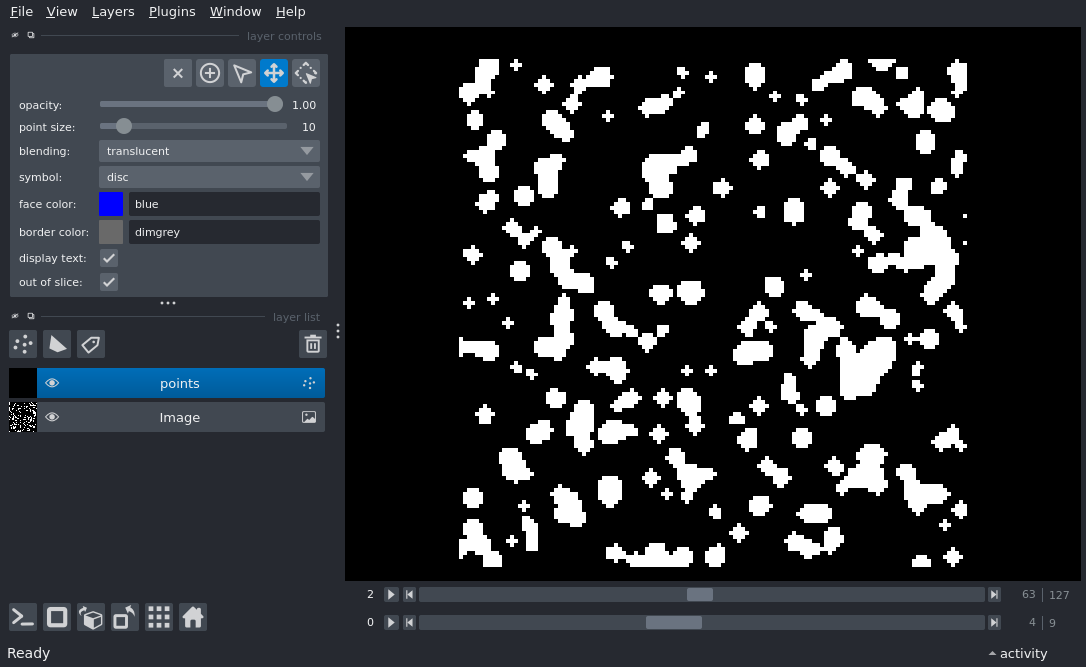 File View Layers Plugins Window Help
layer controls
opacity: 1.00
point size: 10
blending: translucent
symbol: disc
face color: blue
border color: dimgrey
display text:
out of slice:
layer list
points
Image
2 63 127
0 4 9
Ready activity